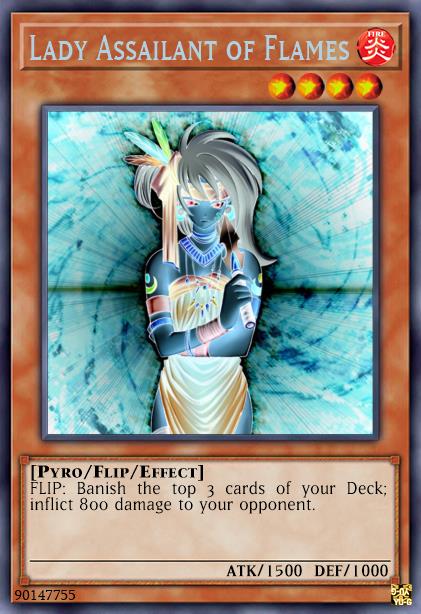 LADY ASSAILANT OF FLAMES
FIRE
炎
[PYRO/FLIP/EFFECT]
FLIP: Banish the top 3 cards of your Deck;
inflict 800 damage to your opponent.
ATK/1500 DEF/1000
90147755